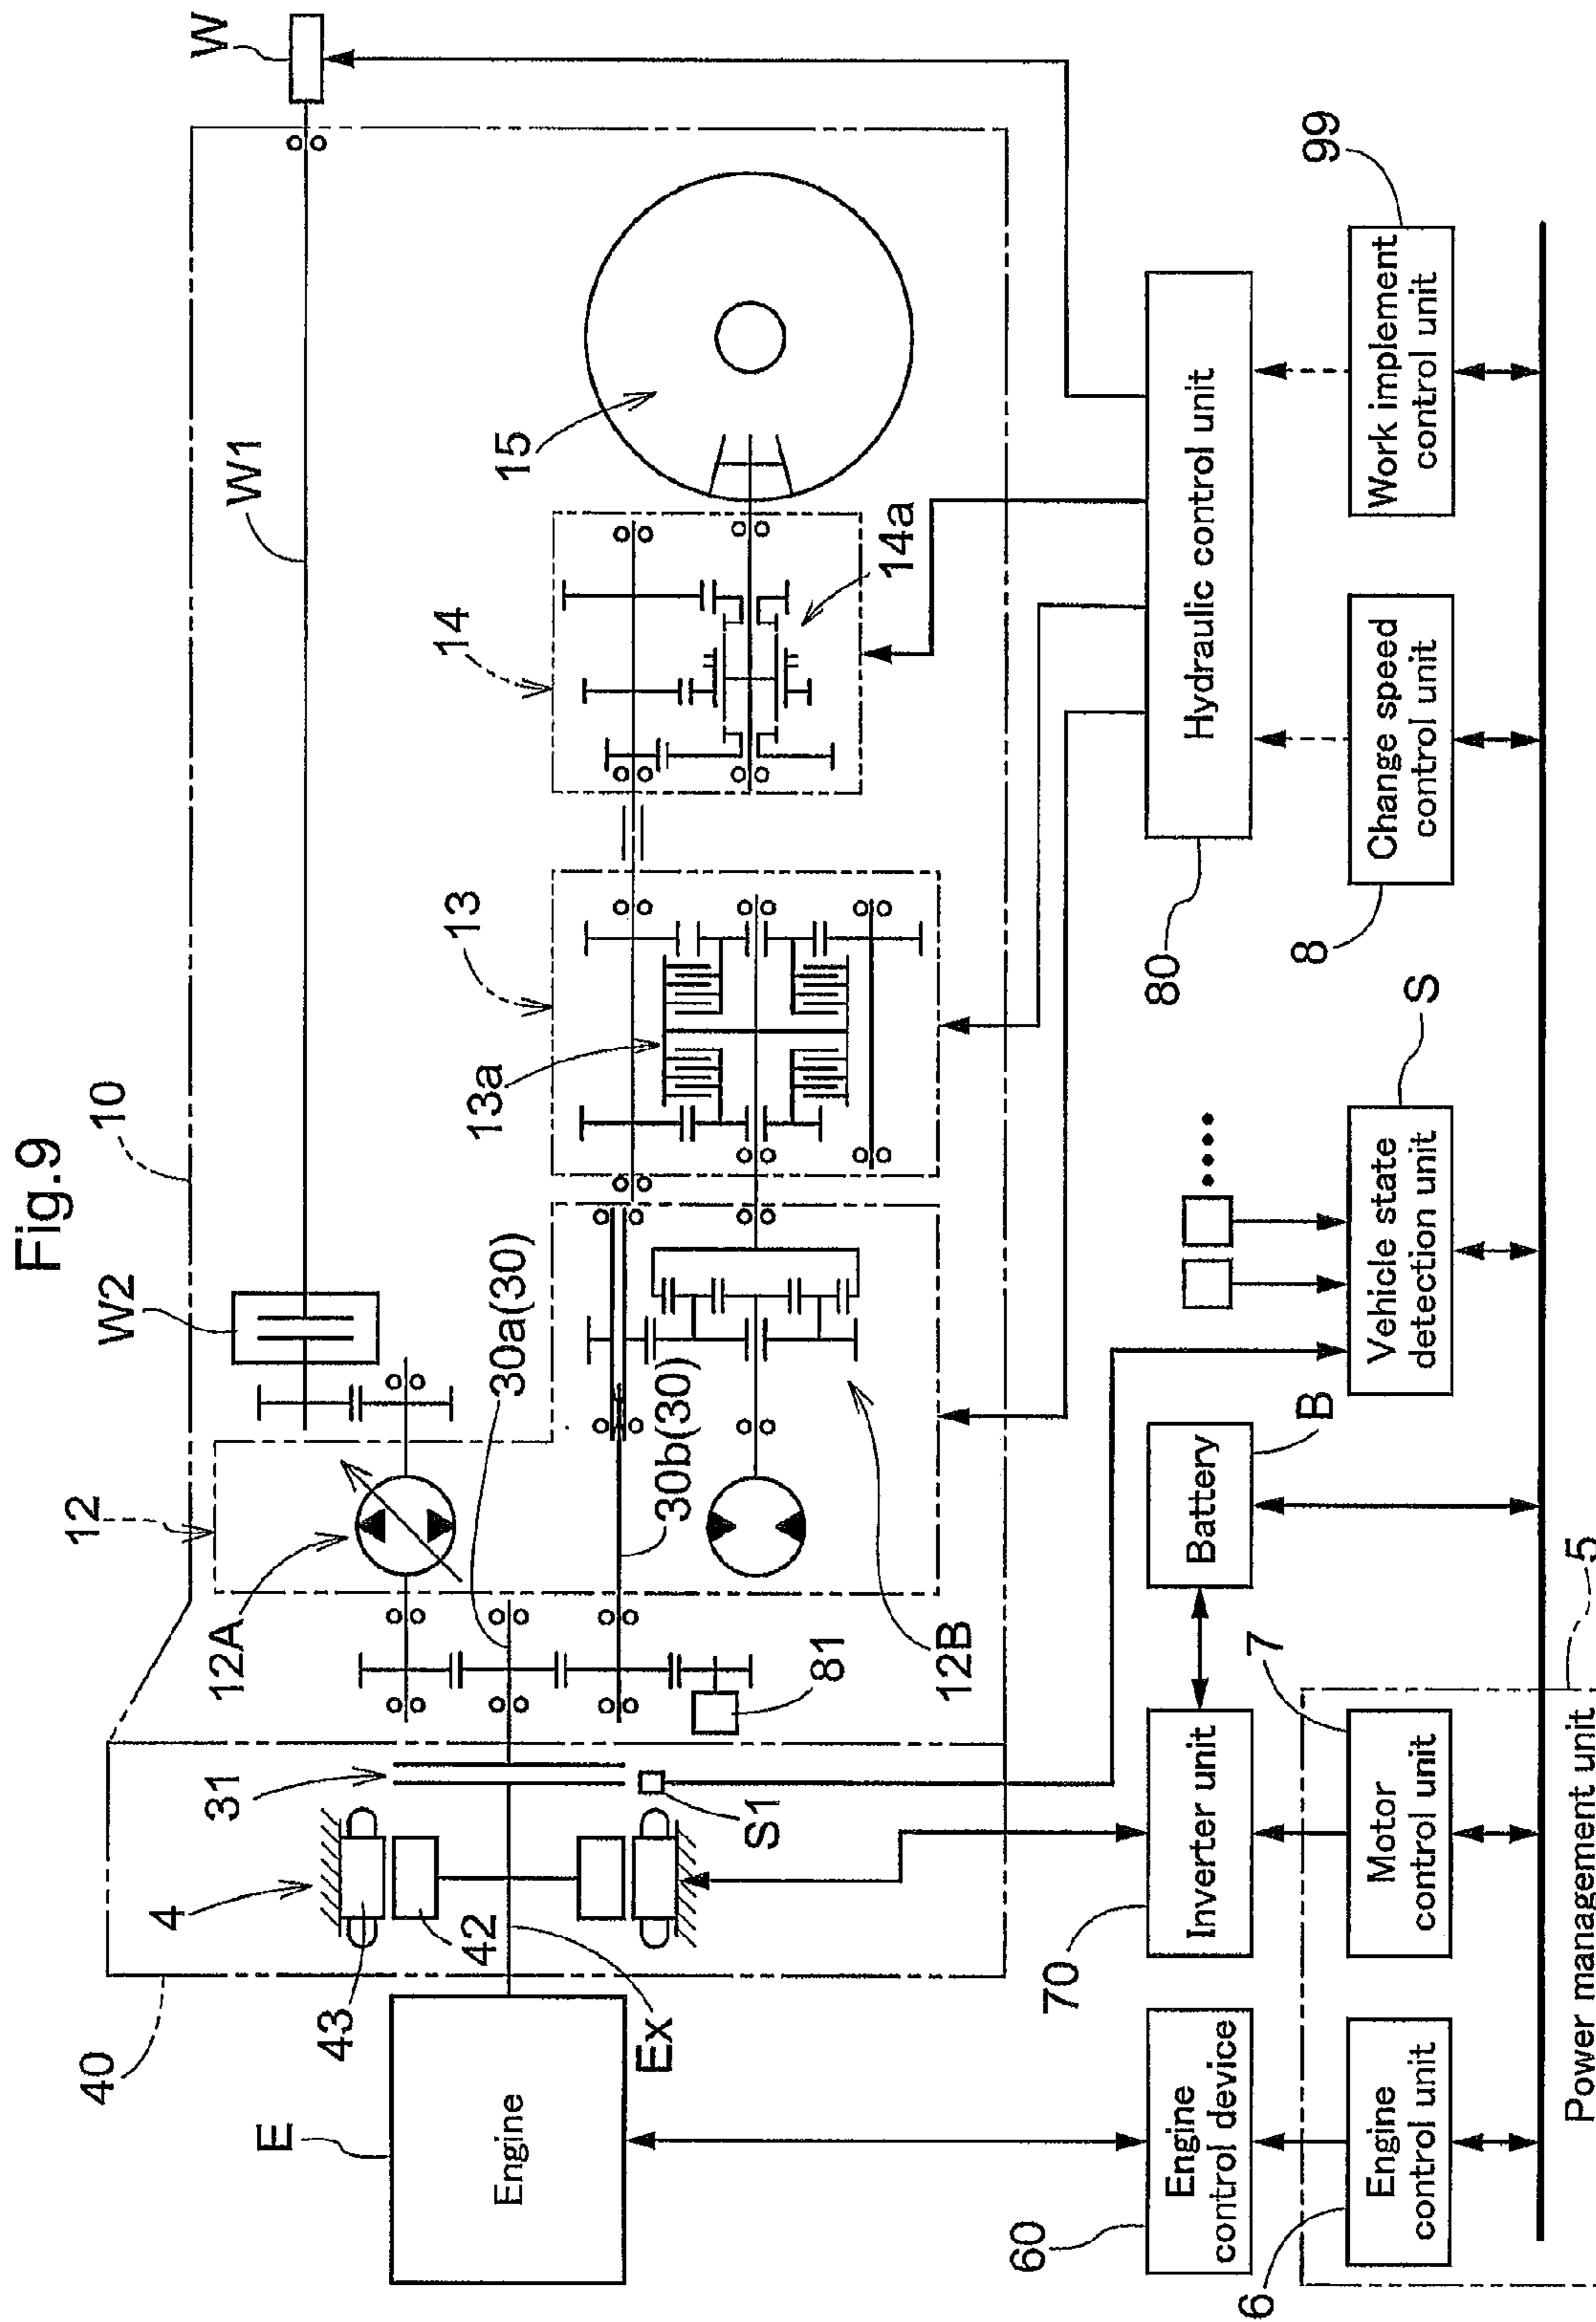 Fig.9
W
W1
10
W2
12
12A
30a(30)
30b(30)
12B
81
13
13a
14
14a
15
31
S1
4
42
43
40
Ex
E
Engine
99
80
8
S
B
7
5
70
60
6
Hydraulic control unit
Work implement
control unit
Change speed
control unit
Vehicle state
detection unit
Battery
Inverter unit
Motor
control unit
Engine
control device
Engine
control unit
Power management unit